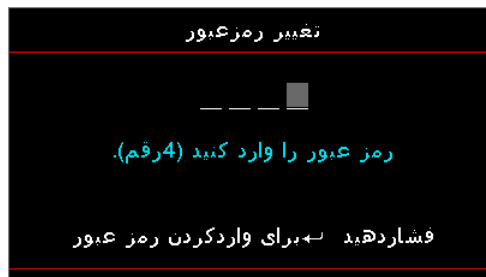 تغییر رمزعبور
_ _ _ _
رمز عبور را وارد کنید (4رقم).
فشاردهید ↵برای واردکردن رمز عبور